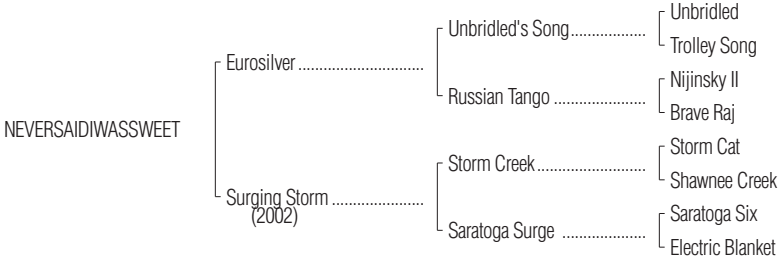 Unbridled
Unbridled's Song..................
Trolley Song
Eurosilver ..............................
Nijinsky II
Russian Tango ......................
Brave Raj
NEVERSAIDIWASSWEET
Storm Cat
Storm Creek..........................
Shawnee Creek
Surging Storm ......................
(2002)
Saratoga Six
Saratoga Surge ....................
Electric Blanket